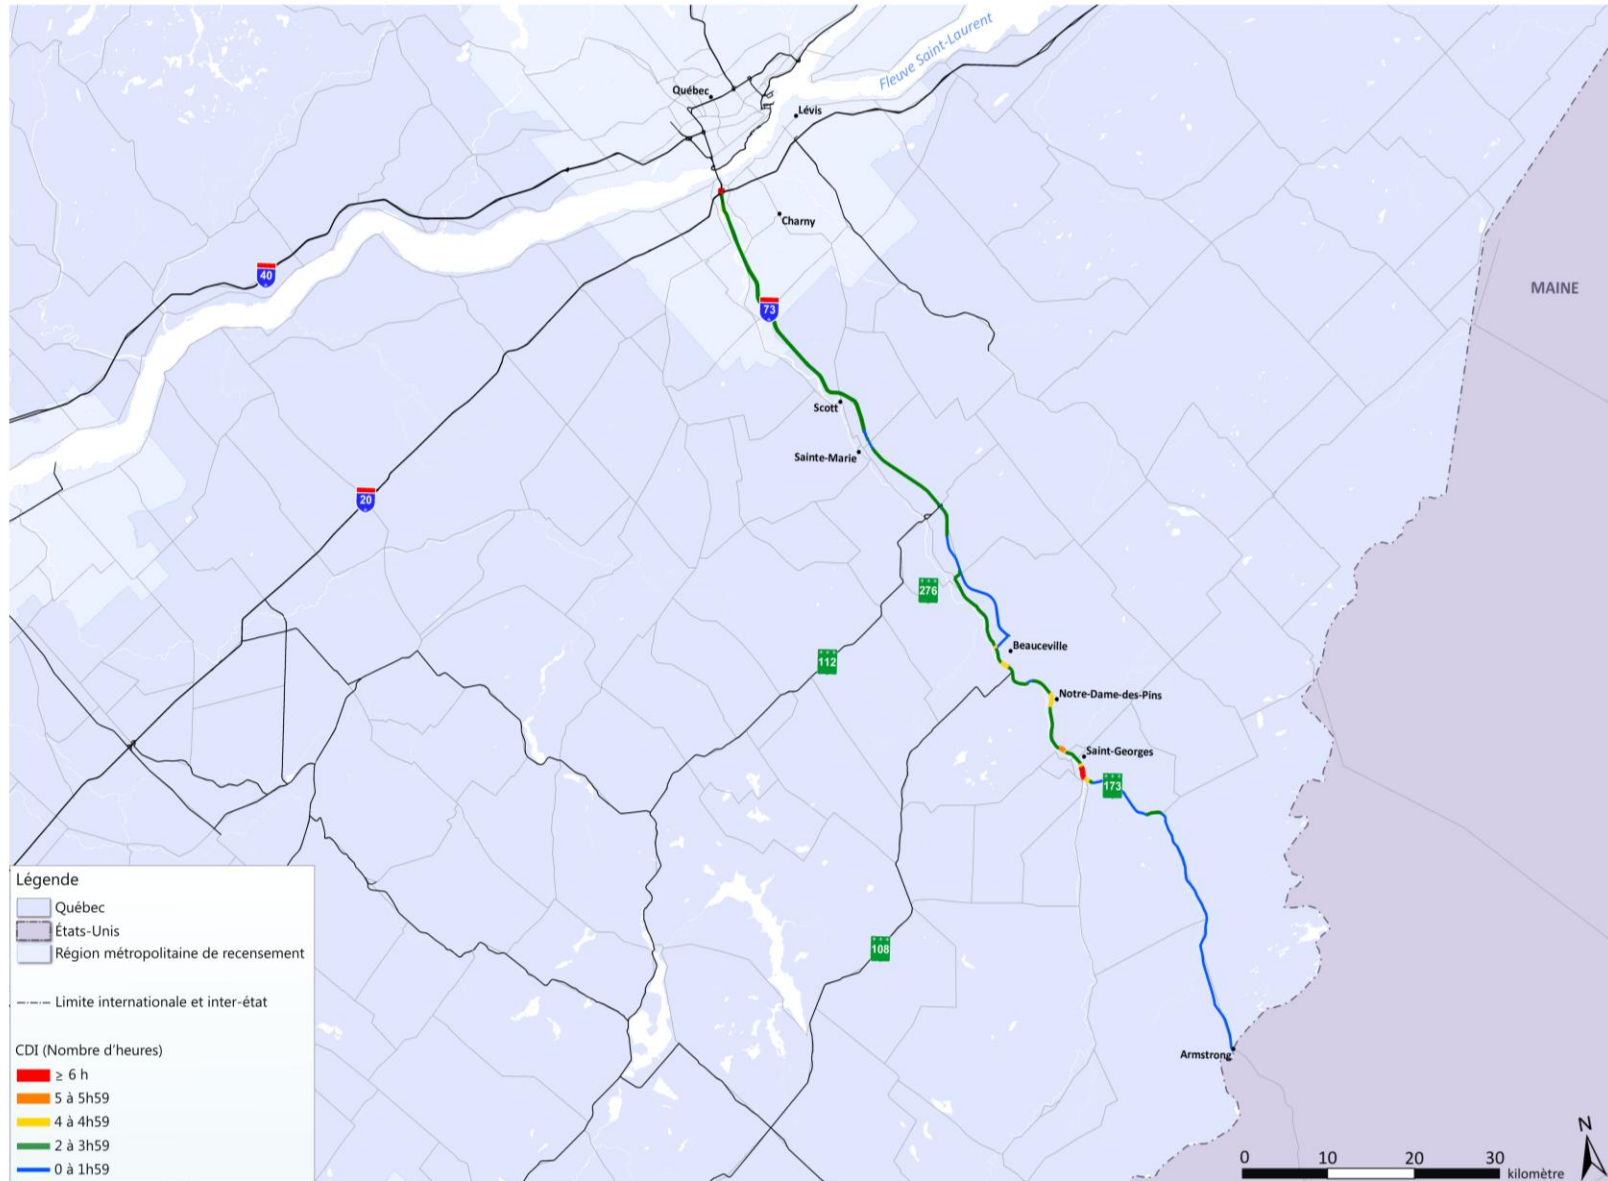 Fleuve Saint-Laurent
Québec
Lévis
Charny
40
73
MAINE
Scott
Sainte-Marie
20
276
Beauceville
112
Notre-Dame-des-Pins
Saint-Georges
173
108
Armstrong
Légende
Québec
États-Unis
Région métropolitaine de recensement
Limite internationale et inter-état
CDI (Nombre d'heures)
≥ 6 h
5 à 5h59
4 à 4h59
2 à 3h59
0 à 1h59
N
0 10 20 30
kilomètre